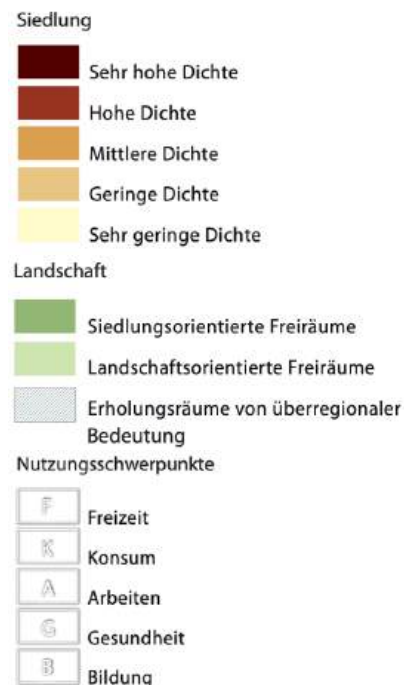 Siedlung
Sehr hohe Dichte
Hohe Dichte
Mittlere Dichte
Geringe Dichte
Sehr geringe Dichte
Landschaft
Siedlungsorientierte Freiräume
Landschaftsorientierte Freiräume
Erholungsräume von überregionaler
Bedeutung
Nutzungsschwerpunkte
F Freizeit
K Konsum
A Arbeiten
G Gesundheit
B Bildung